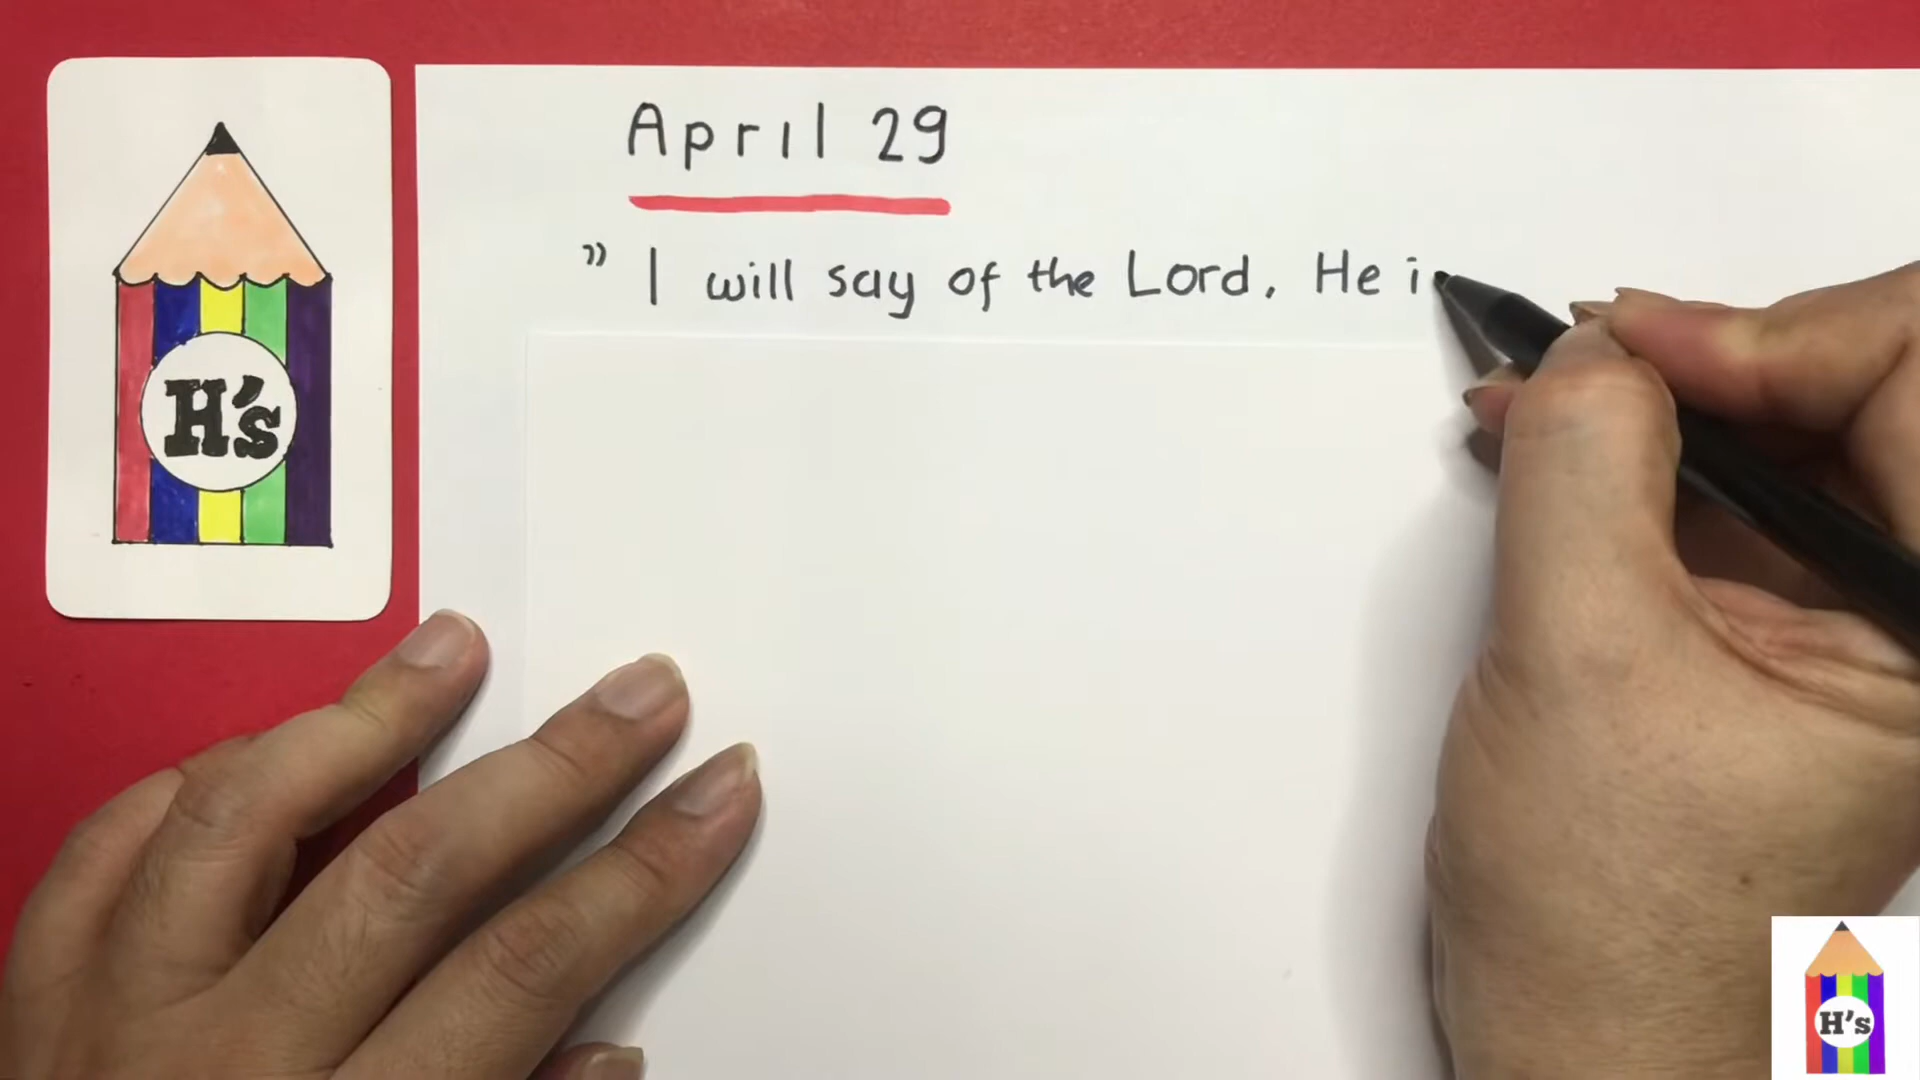 April 29
” I will say of the Lord. He i
H's
H's